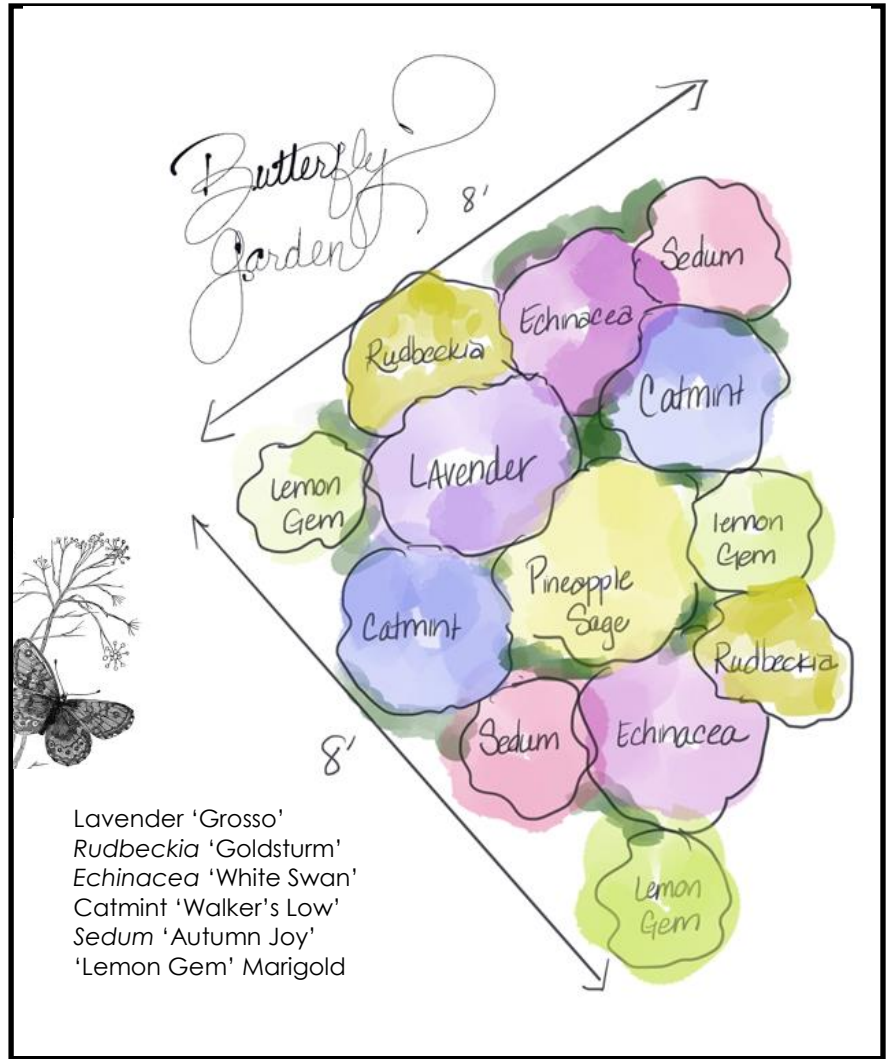 Butterfly
Garden
8'
Sedum
Echinacea
Rudbeckia
Catmint
LAvender
Lemon
Gem
lemon
Gem
Pineapple
Sage
Catmint
Rudbeckia
Sedum
Echinacea
8'
Lemon
Gem
Lavender ‘Grosso’
Rudbeckia ‘Goldsturm’
Echinacea ‘White Swan’
Catmint ‘Walker’s Low’
Sedum ‘Autumn Joy’
‘Lemon Gem’ Marigold